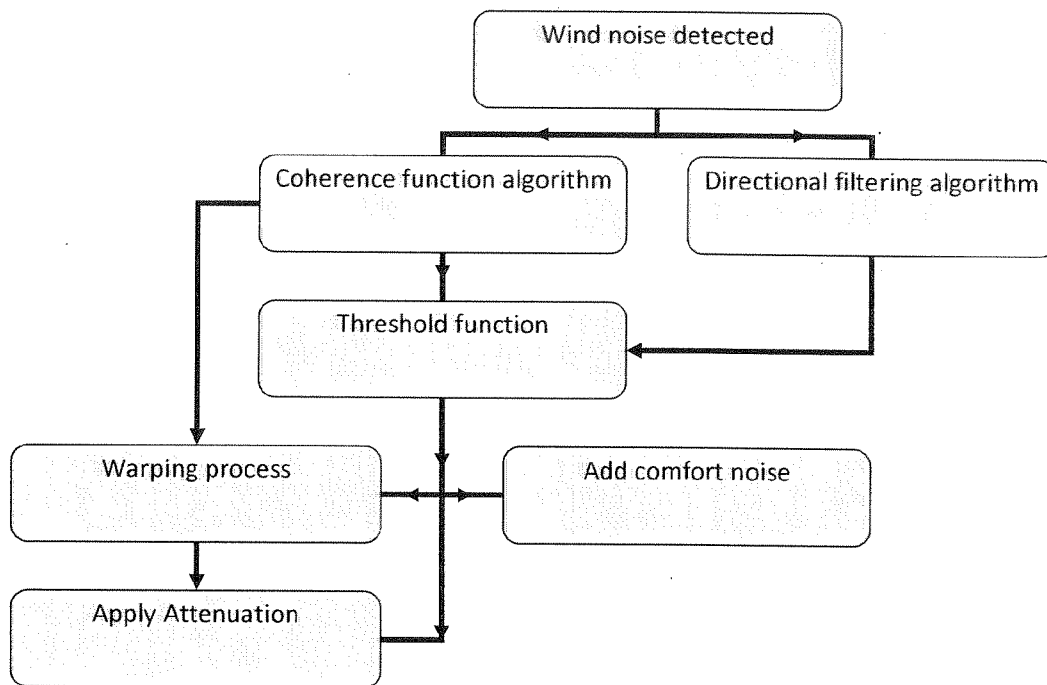 Wind noise detected
Coherence function algorithm
Directional filtering algorithm
Threshold function
Warping process
Add comfort noise
Apply Attenuation